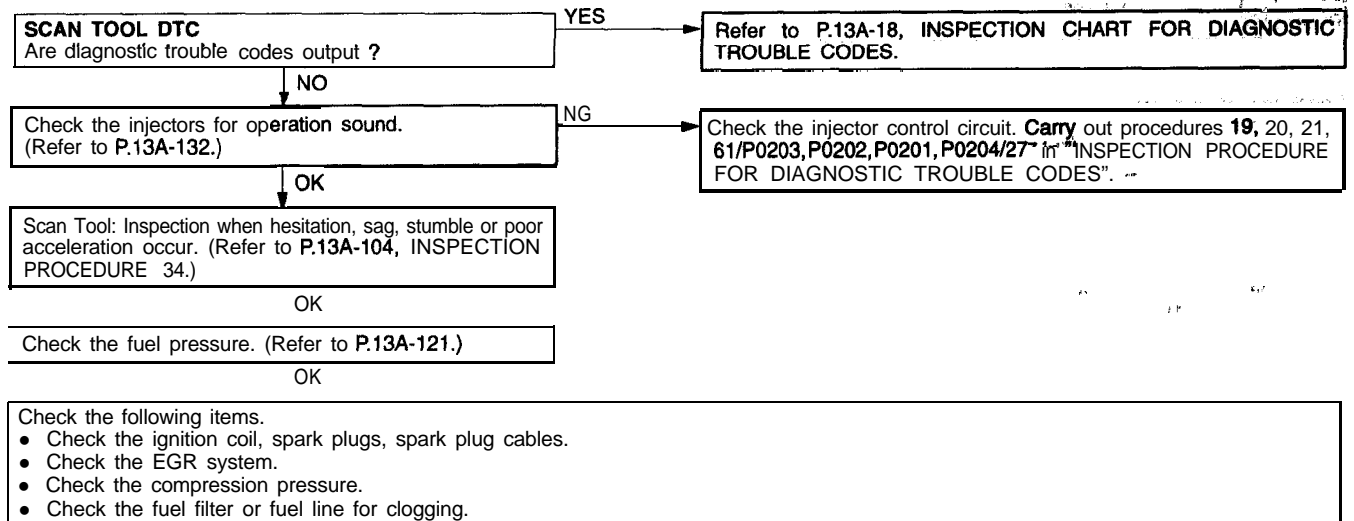 SCAN TOOL DTC
Are diagnostic trouble codes output ?
YES
Refer to P.13A-18, INSPECTION CHART FOR DIAGNOSTIC
TROUBLE CODES.
NO
Check the injectors for operation sound.
(Refer to P.13A-132.)
NG
Check the injector control circuit. Carry out procedures 19, 20, 21,
61/P0203, P0202, P0201, P0204/27" in "INSPECTION PROCEDURE
FOR DIAGNOSTIC TROUBLE CODES".
OK
Scan Tool: Inspection when hesitation, sag, stumble or poor
acceleration occur. (Refer to P.13A-104, INSPECTION
PROCEDURE 34.)
OK
Check the fuel pressure. (Refer to P.13A-121.)
OK
Check the following items.
● Check the ignition coil, spark plugs, spark plug cables.
● Check the EGR system.
● Check the compression pressure.
● Check the fuel filter or fuel line for clogging.